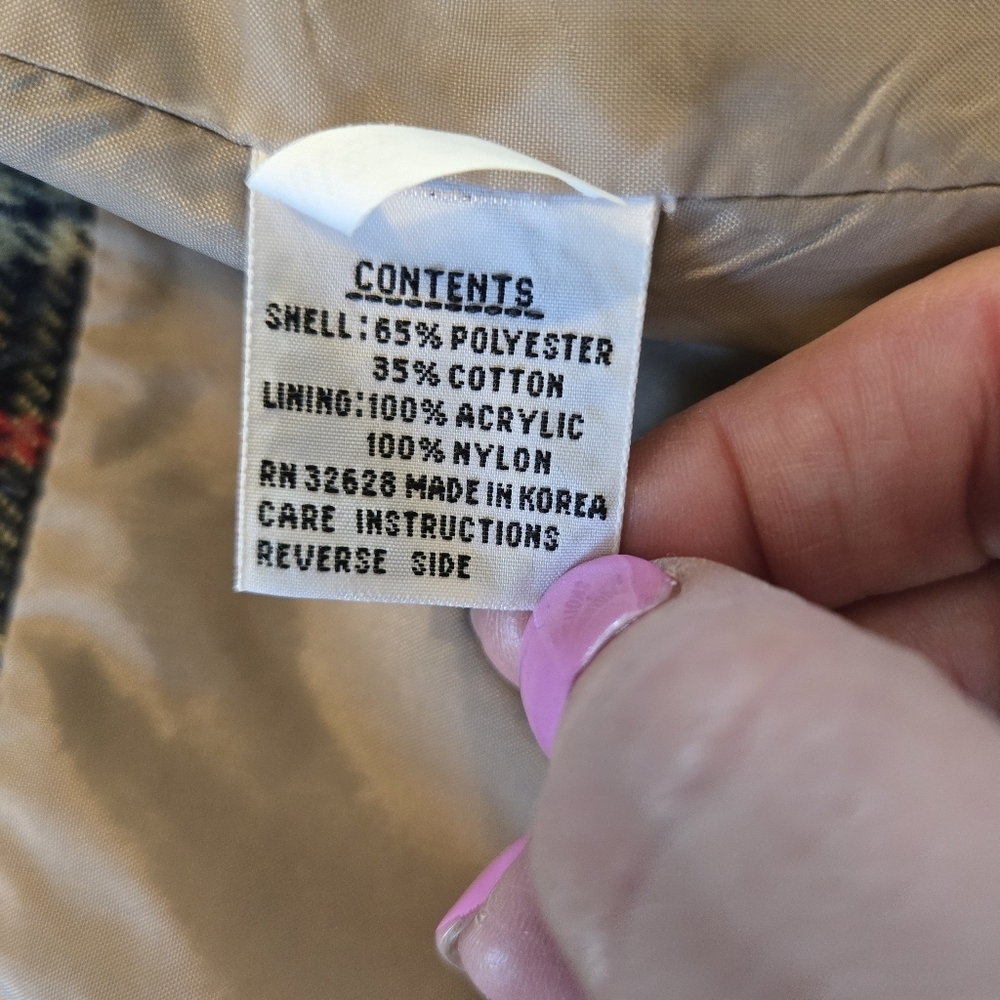 CONTENTS
SHELL: 65% POLYESTER
35% COTTON
LINING: 100% ACRYLIC
100% NYLON
RN 32628 MADE IN KOREA
CARE INSTRUCTIONS
REVERSE SIDE